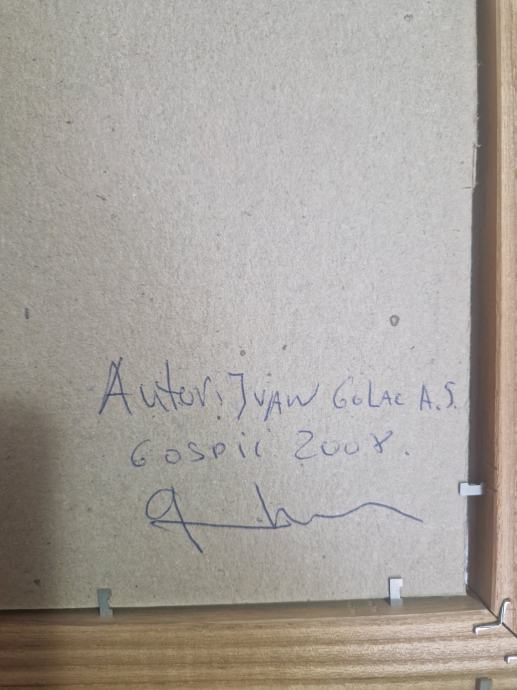 Autor: Ivan GOLAC A.S.
GOSPIĆ 2008.